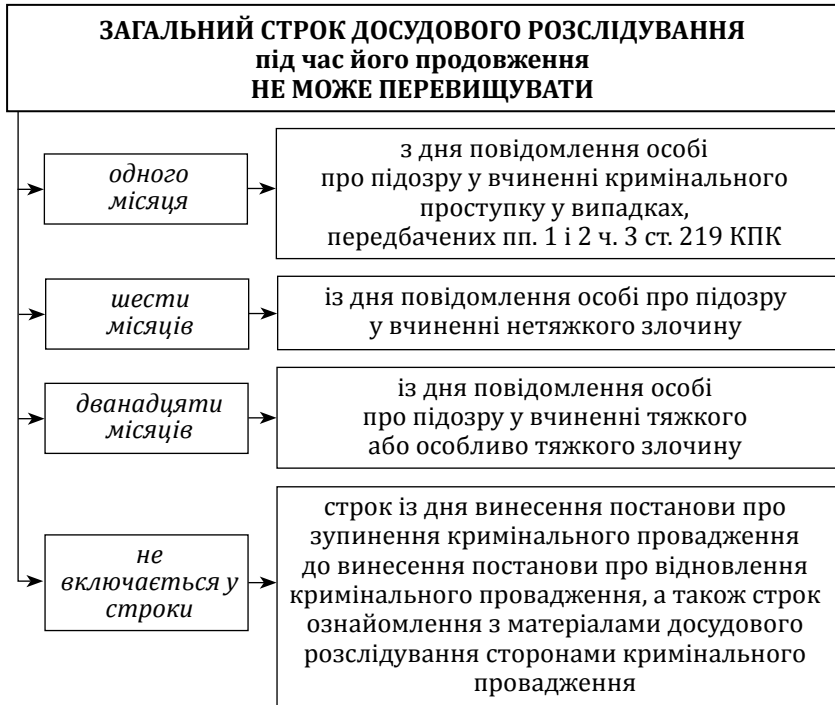 ЗАГАЛЬНИЙ СТРОК ДОСУДОВОГО РОЗСЛІДУВАННЯ
під час його продовження
НЕ МОЖЕ ПЕРЕВИЩУВАТИ
одного
місяця
з дня повідомлення особі
про підозру у вчиненні кримінального
проступку у випадках,
передбачених пп. 1 і 2 ч. 3 ст. 219 КПК
шести
місяців
із дня повідомлення особі про підозру
у вчиненні нетяжкого злочину
дванадцяти
місяців
із дня повідомлення особі
про підозру у вчиненні тяжкого
або особливо тяжкого злочину
не
включається у
строки
строк із дня винесення постанови про
зупинення кримінального провадження
до винесення постанови про відновлення
кримінального провадження, а також строк
ознайомлення з матеріалами досудового
розслідування сторонами кримінального
провадження